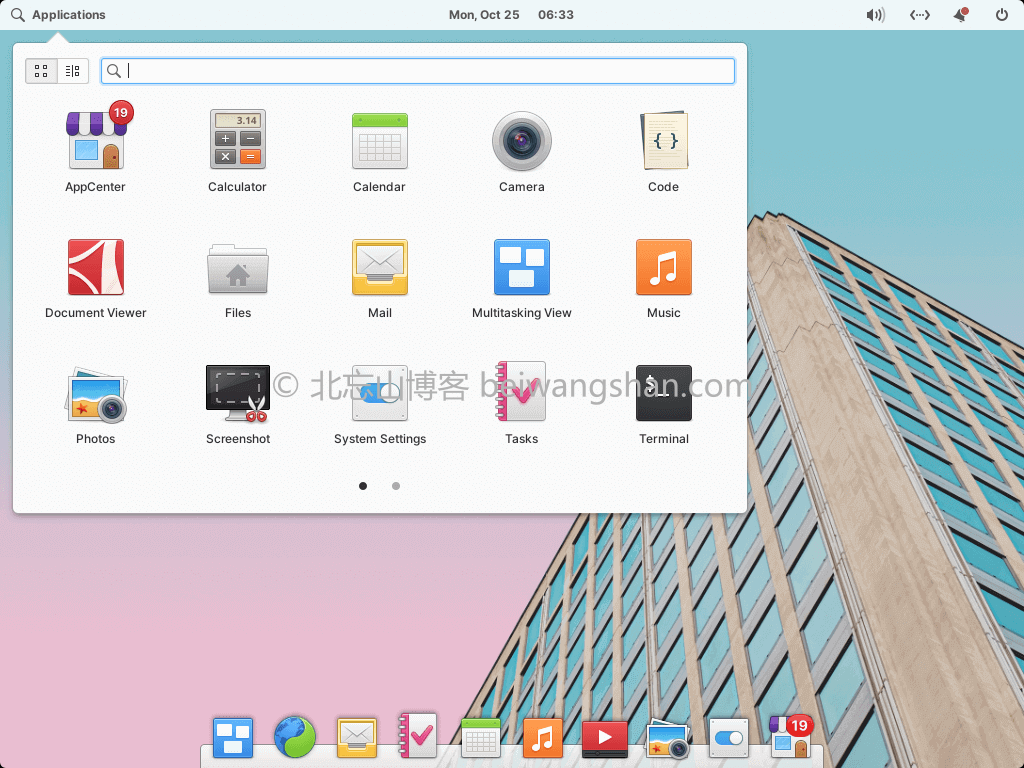 Applications
Mon, Oct 25 06:33
19
3.14
AppCenter
Calculator
Calendar
Camera
Code
Document Viewer
Files
Mail
Multitasking View
Music
© 北忘山博客 beiwangshan.com
Photos
Screenshot
System Settings
Tasks
Terminal
19